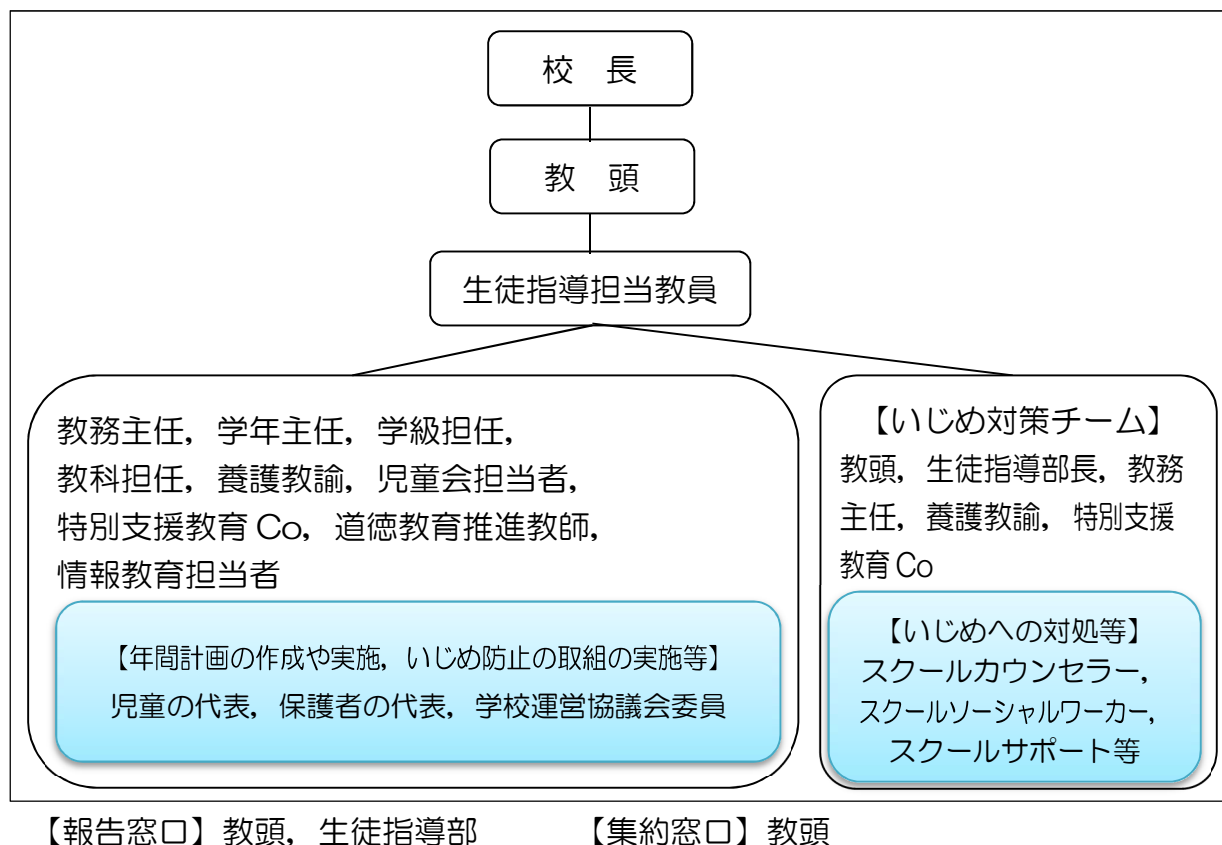 校　長
教　頭
生徒指導担当教員
教務主任，学年主任，学級担任，
教科担任，養護教諭，児童会担当者，
特別支援教育Co，道徳教育推進教師，
情報教育担当者
【年間計画の作成や実施，いじめ防止の取組の実施等】
児童の代表，保護者の代表，学校運営協議会委員
【いじめ対策チーム】
教頭，生徒指導部長，教務
主任，養護教諭，特別支援
教育Co
【いじめへの対処等】
スクールカウンセラー，
スクールソーシャルワーカー，
スクールサポート等
【報告窓口】教頭，生徒指導部　　　【集約窓口】教頭